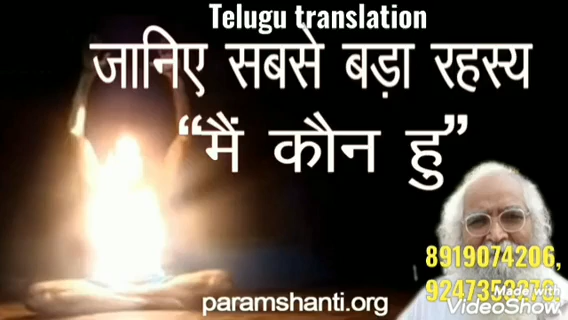 Telugu translation
जानिए सबसे बड़ा रहस्य
“मैं कौन हु”
8919074206,
paramshanti.org
Made with
VideoShow